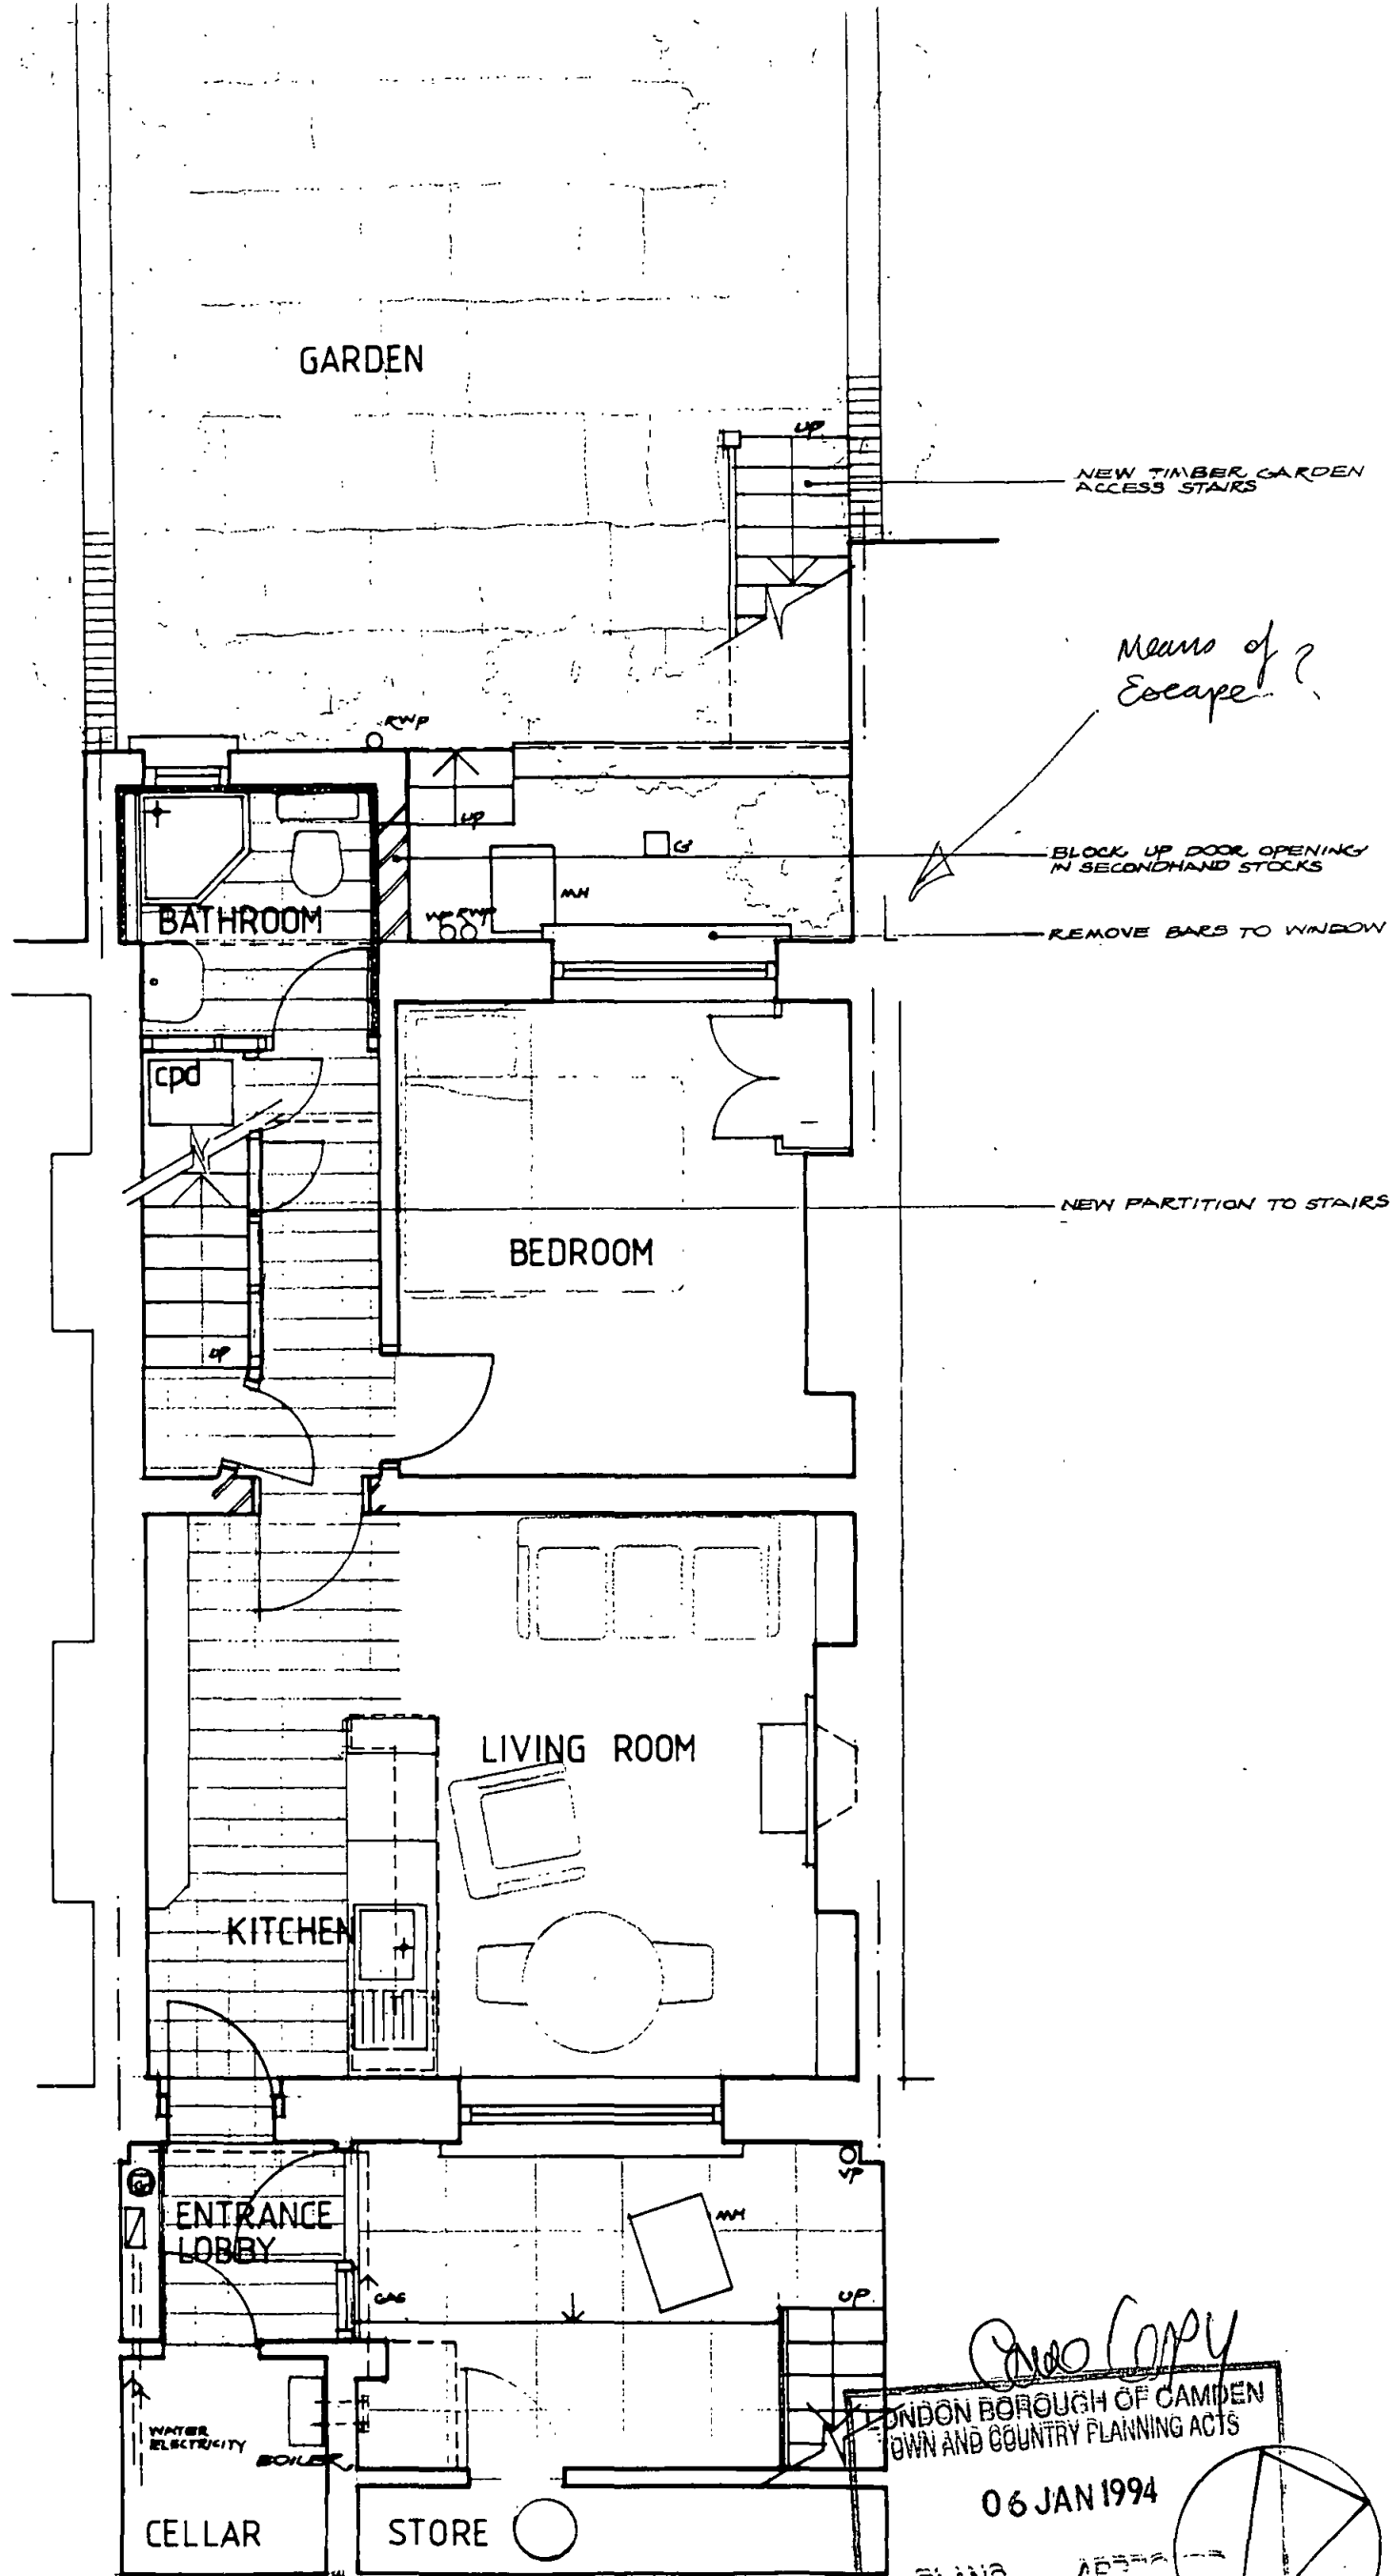 GARDEN
UP
NEW TIMBER GARDEN
ACCESS STAIRS
Means of
Escape ?
RWP
UP
G
BLOCK UP DOOR OPENING
IN SECONDHAND STOCKS
MH
BATHROOM
RWP
REMOVE BARS TO WINDOW
cpd
NEW PARTITION TO STAIRS
BEDROOM
UP
LIVING ROOM
KITCHEN
VP
MH
ENTRANCE
LOBBY
GAS
UP
Copy
LONDON BOROUGH OF CAMDEN
TOWN AND COUNTRY PLANNING ACTS
WATER
ELECTRICITY
BOILER
06 JAN 1994
CELLAR
STORE
PLANS